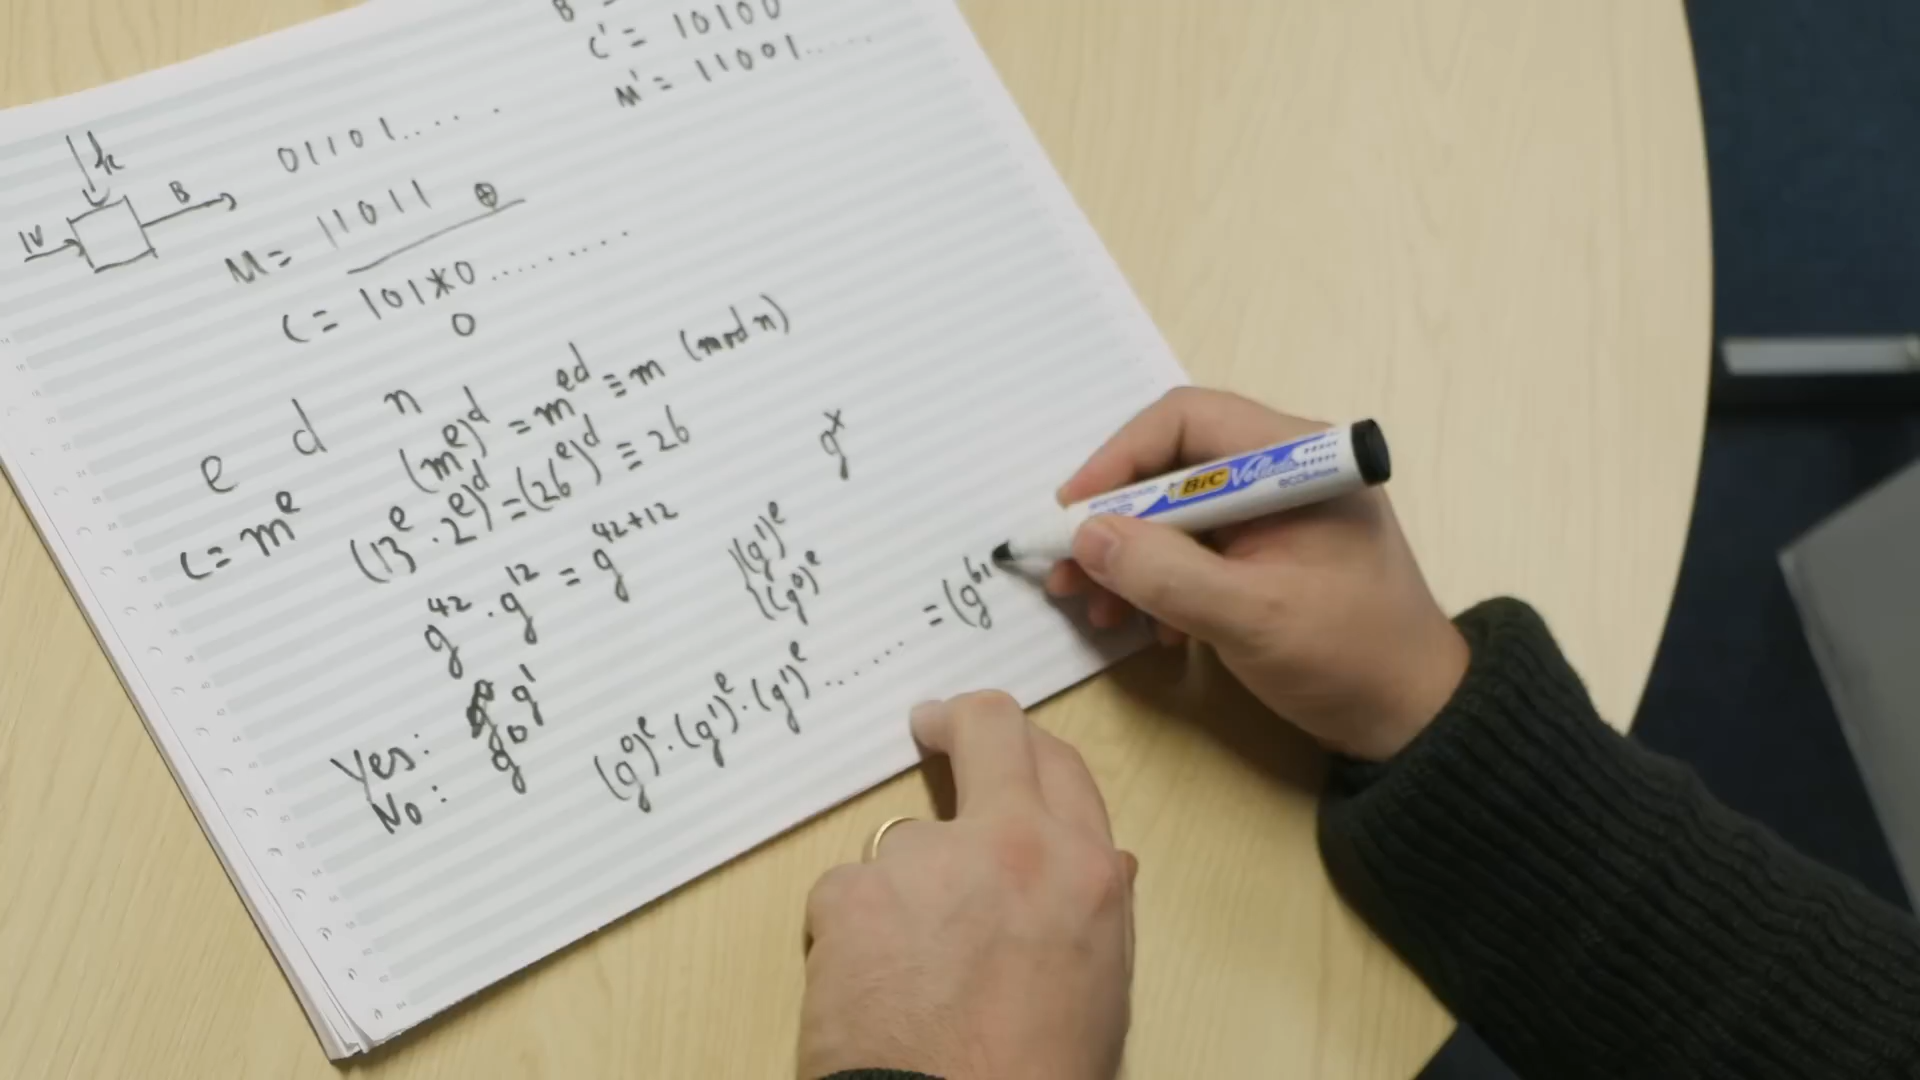 B =
C' = 10100
M' = 11001.....
k
IV
B
01101......
M = 11011 ⊕
C = 101*0.........
0
e d n
C = m^e
(m^e)^d = m^ed ≡ m (mod n)
(13^e · 2^e)^d = (26^e)^d ≡ 26
g^x
g^42 · g^12 = g^42+12
(g^1)^e
(g^0)^e
Yes: g^1
No: g^0
(g^0)^e · (g^1)^e · (g^1)^e ...... = (g^61
BIC Velleda
ecolutions